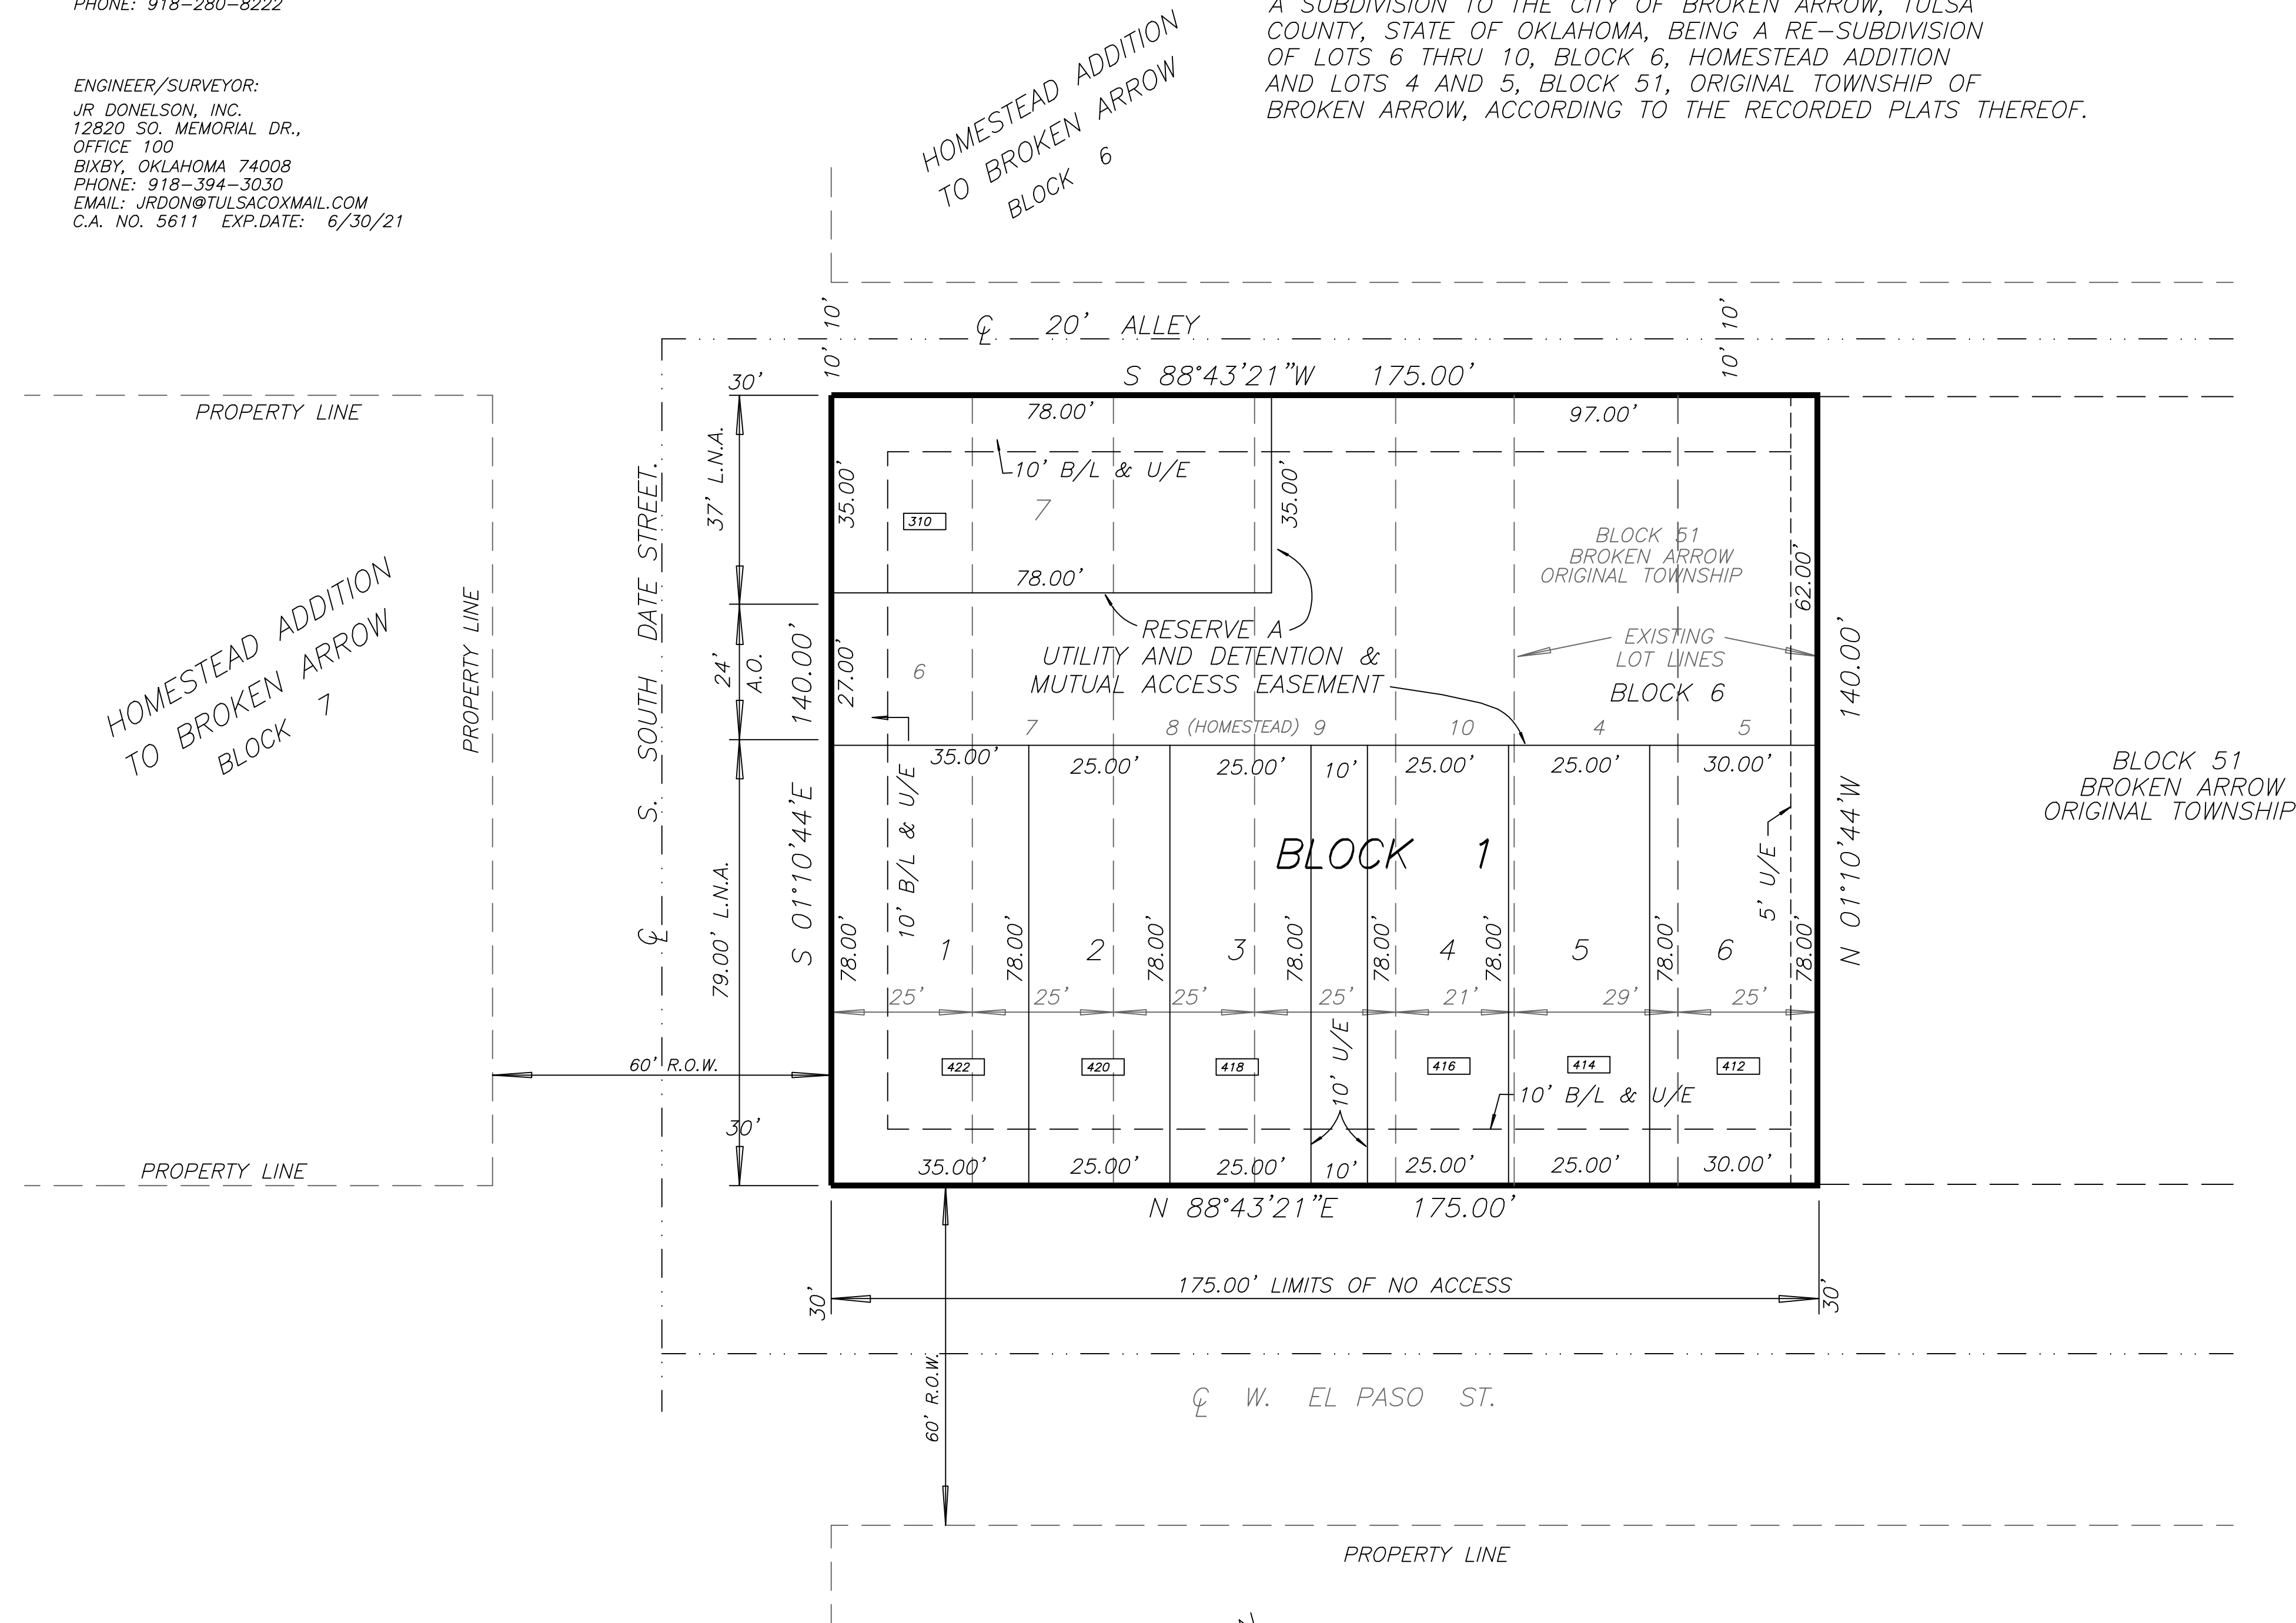 PHONE: 918-280-8222
ENGINEER/SURVEYOR:
JR DONELSON, INC.
12820 SO. MEMORIAL DR.,
OFFICE 100
BIXBY, OKLAHOMA 74008
PHONE: 918-394-3030
EMAIL: JRDON@TULSACOXMAIL.COM
C.A. NO. 5611 EXP.DATE: 6/30/21
HOMESTEAD ADDITION
TO BROKEN ARROW
BLOCK 6
A SUBDIVISION TO THE CITY OF BROKEN ARROW, TULSA
COUNTY, STATE OF OKLAHOMA, BEING A RE-SUBDIVISION
OF LOTS 6 THRU 10, BLOCK 6, HOMESTEAD ADDITION
AND LOTS 4 AND 5, BLOCK 51, ORIGINAL TOWNSHIP OF
BROKEN ARROW, ACCORDING TO THE RECORDED PLATS THEREOF.
10' 10'
10' 10'
℄ 20' ALLEY
S 88°43'21"W 175.00'
30'
PROPERTY LINE
37' L.N.A.
24'
A.O.
79.00' L.N.A.
30'
℄ S. SOUTH DATE STREET.
S 01°10'44'E 140.00'
PROPERTY LINE
HOMESTEAD ADDITION
TO BROKEN ARROW
BLOCK 7
PROPERTY LINE
60' R.O.W.
78.00'
97.00'
10' B/L & U/E
35.00'
35.00'
7
310
78.00'
BLOCK 51
BROKEN ARROW
ORIGINAL TOWNSHIP
62.00'
RESERVE A
UTILITY AND DETENTION &
MUTUAL ACCESS EASEMENT
EXISTING
LOT LINES
BLOCK 6
27.00'
6
7
8 (HOMESTEAD) 9
10
4
5
35.00'
25.00'
25.00'
10'
25.00'
25.00'
30.00'
10' B/L & U/E
BLOCK 1
5' U/E
N 01°10'44'W 140.00'
BLOCK 51
BROKEN ARROW
ORIGINAL TOWNSHIP
78.00'
1
78.00'
2
78.00'
3
78.00'
78.00'
4
78.00'
5
78.00'
6
78.00'
25'
25'
25'
25'
21'
29'
25'
422
420
418
10' U/E
416
414
412
10' B/L & U/E
35.00'
25.00'
25.00'
10'
25.00'
25.00'
30.00'
N 88°43'21"E 175.00'
30'
175.00' LIMITS OF NO ACCESS
30'
60' R.O.W.
℄ W. EL PASO ST.
PROPERTY LINE